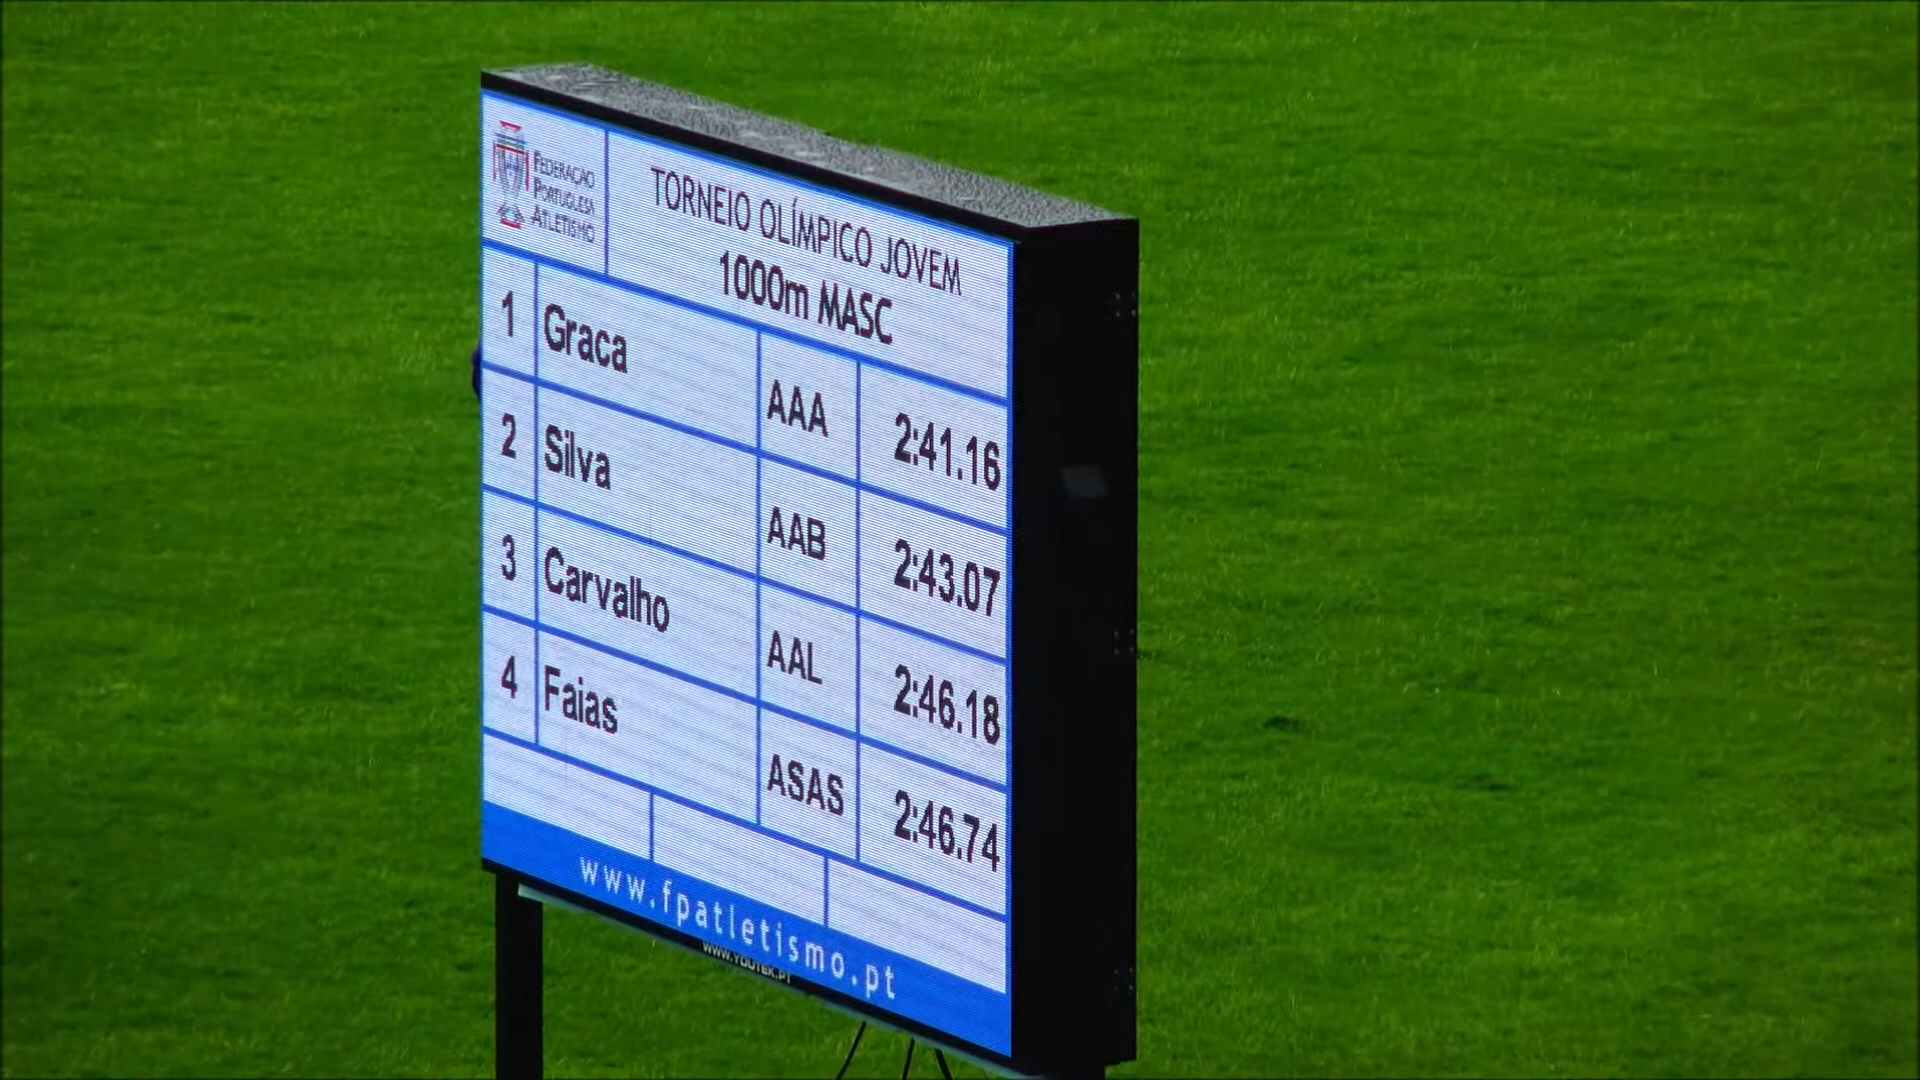 FEDERAÇÃO
PORTUGUESA
ATLETISMO
TORNEIO OLÍMPICO JOVEM
1000m MASC
1 Graca AAA 2:41.16
2 Silva AAB 2:43.07
3 Carvalho AAL 2:46.18
4 Faias ASAS 2:46.74
www.fpatletismo.pt
WWW.YOUTEK.PT